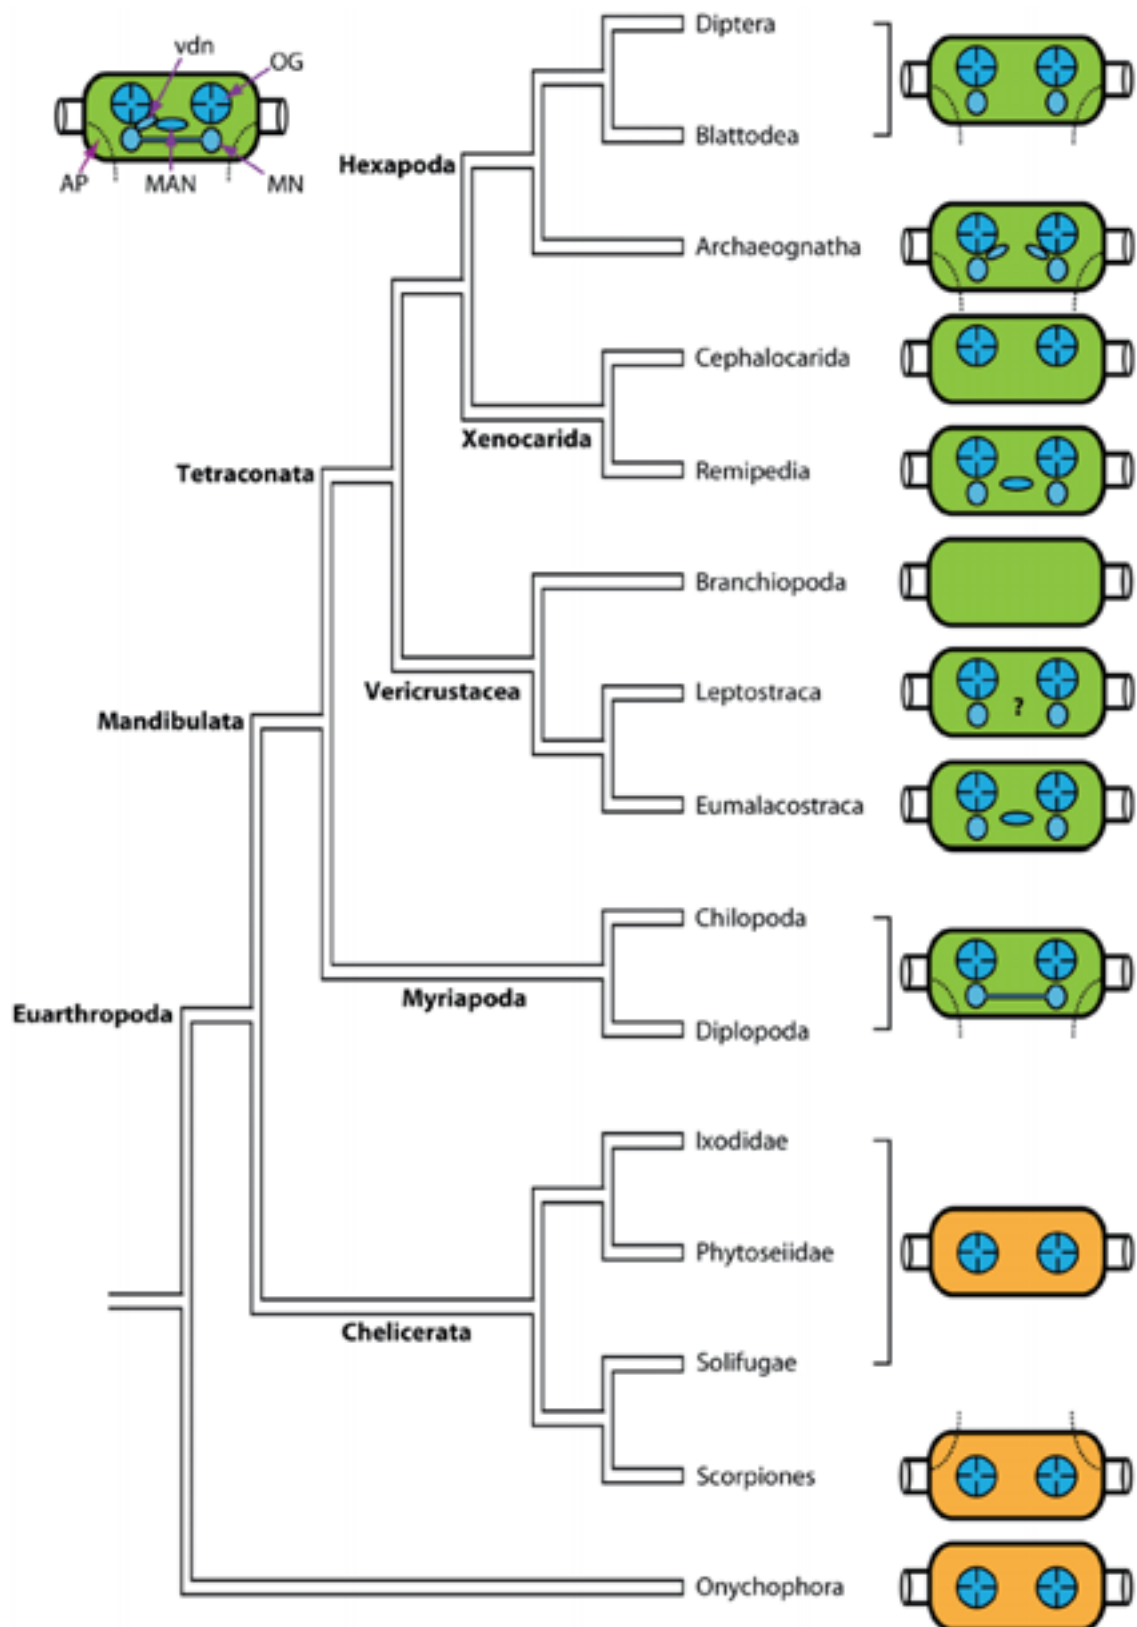 vdn
OG
AP
MAN
MN
Diptera
Blattodea
Hexapoda
Archaeognatha
Cephalocarida
Xenocarida
Remipedia
Tetraconata
Branchiopoda
Vericrustacea
Leptostraca
?
Mandibulata
Eumalacostraca
Chilopoda
Myriapoda
Euarthropoda
Diplopoda
Ixodidae
Phytoseiidae
Chelicerata
Solifugae
Scorpiones
Onychophora